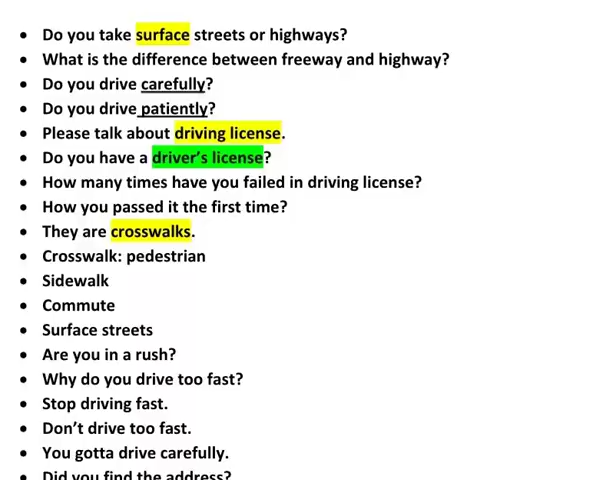 • Do you take surface streets or highways?
• What is the difference between freeway and highway?
• Do you drive carefully?
• Do you drive patiently?
• Please talk about driving license.
• Do you have a driver's license?
• How many times have you failed in driving license?
• How you passed it the first time?
• They are crosswalks.
• Crosswalk: pedestrian
• Sidewalk
• Commute
• Surface streets
• Are you in a rush?
• Why do you drive too fast?
• Stop driving fast.
• Don't drive too fast.
• You gotta drive carefully.
• Did you find the address?